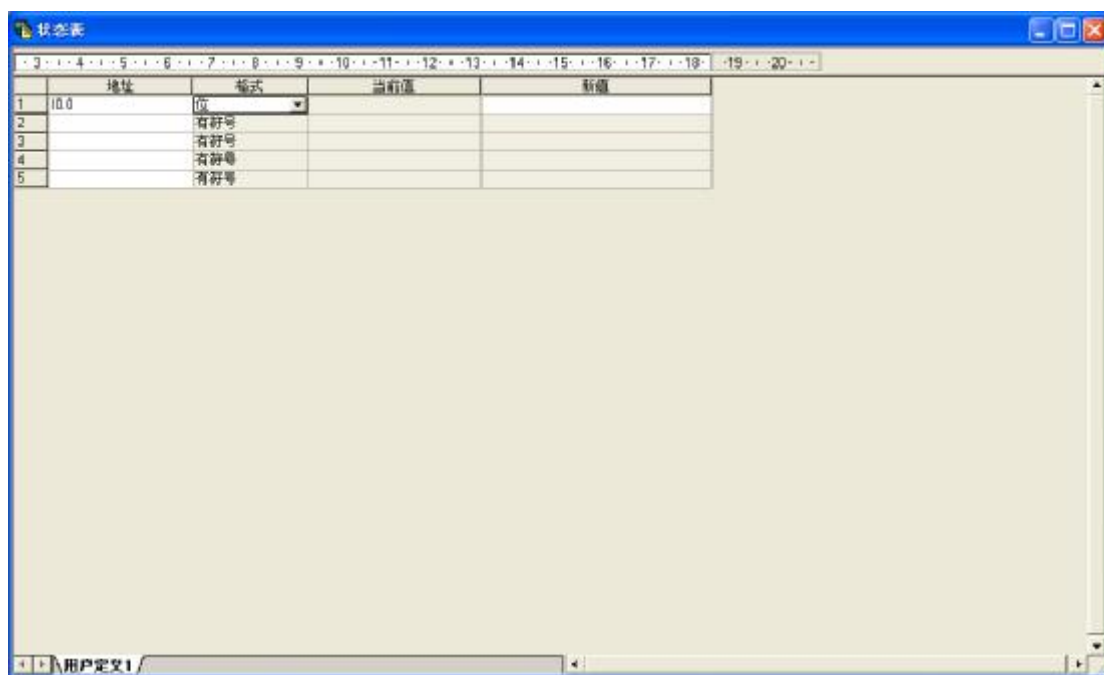 状态表
· 3 · ı · 4 · ı · 5 · ı · 6 · ı · 7 · ı · 8 · ı · 9 · ı · 10 · ı · 11 · ı · 12 · ı · 13 · ı · 14 · ı · 15 · ı · 16 · ı · 17 · ı · 18 · ı · 19 · ı · 20 · ı ·
地址 格式 当前值 新值
1 I0.0 位
2 有符号
3 有符号
4 有符号
5 有符号
用户定义1